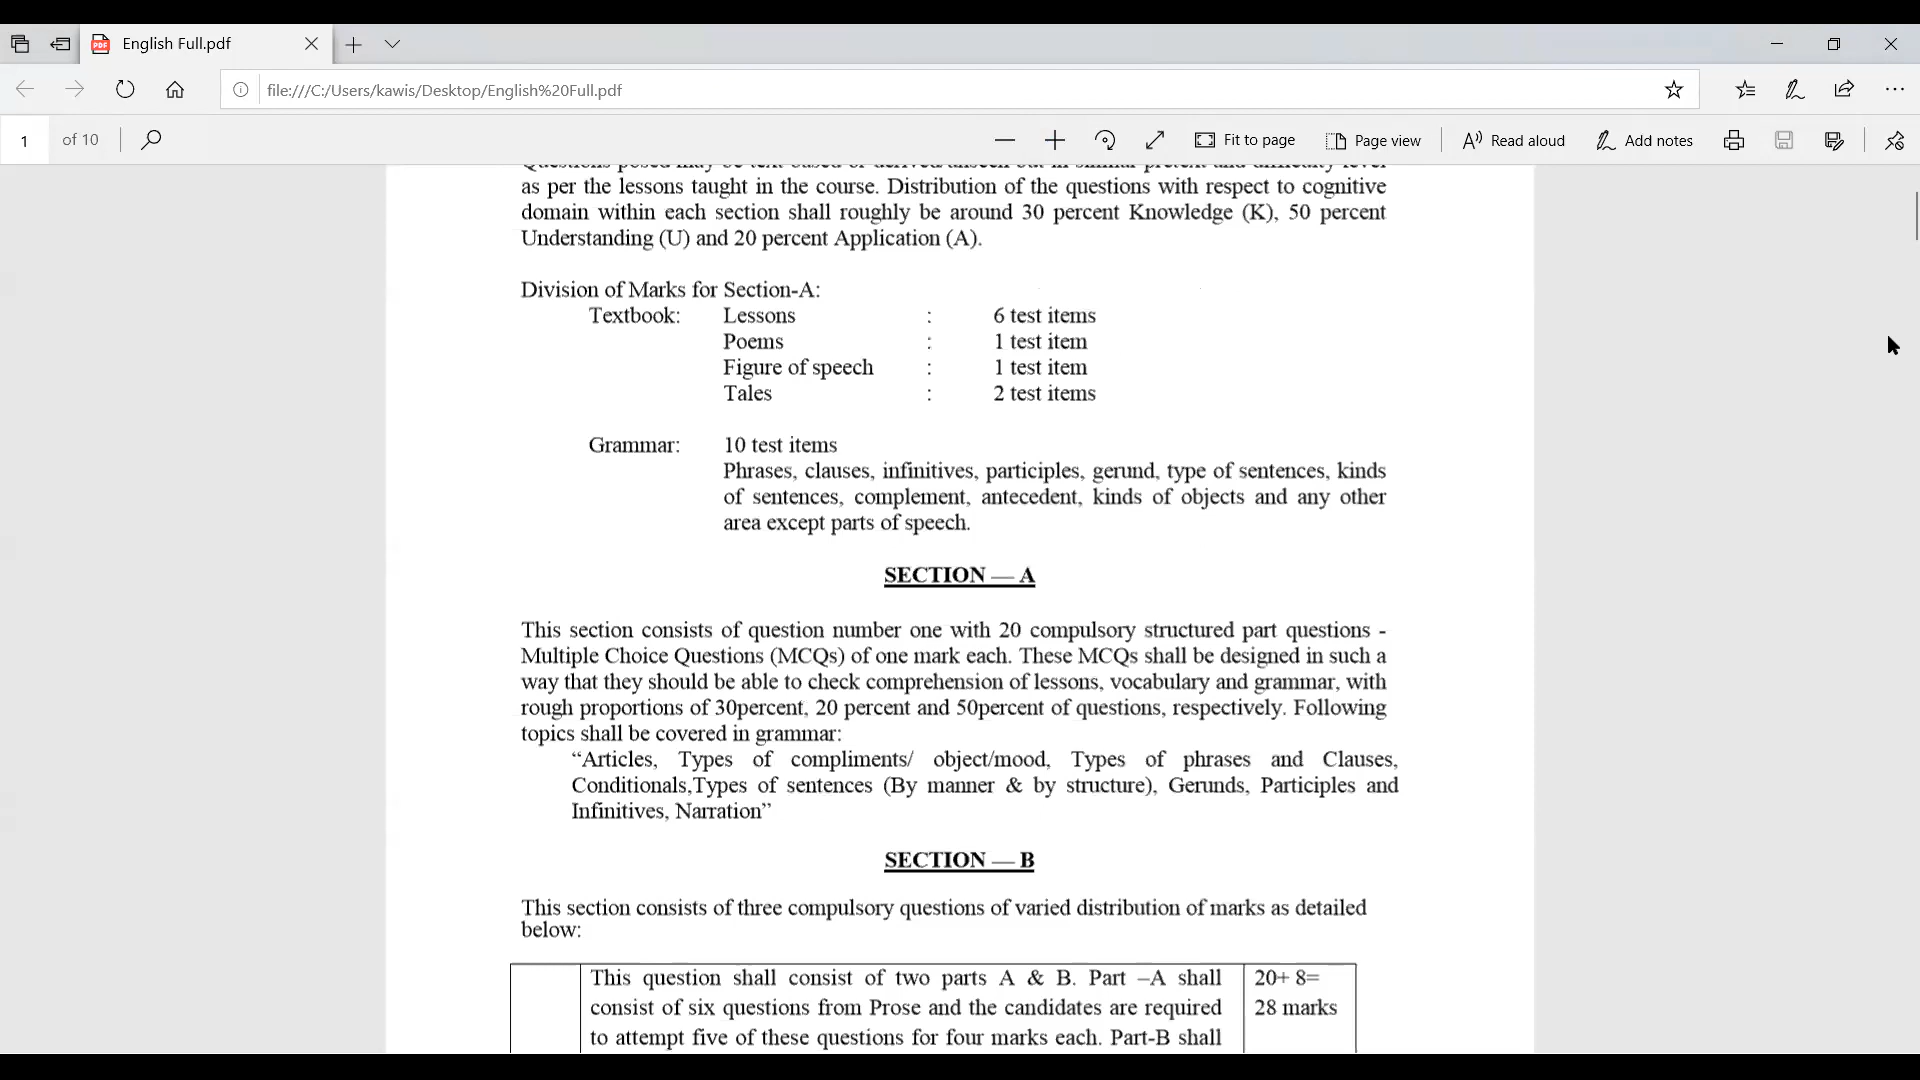 English Full.pdf
file:///C:/Users/kawis/Desktop/English%20Full.pdf
1 of 10
Fit to page
Page view
Read aloud
Add notes
as per the lessons taught in the course. Distribution of the questions with respect to cognitive
domain within each section shall roughly be around 30 percent Knowledge (K), 50 percent
Understanding (U) and 20 percent Application (A).
Division of Marks for Section-A:
Textbook: Lessons : 6 test items
Poems : 1 test item
Figure of speech : 1 test item
Tales : 2 test items
Grammar: 10 test items
Phrases, clauses, infinitives, participles, gerund, type of sentences, kinds
of sentences, complement, antecedent, kinds of objects and any other
area except parts of speech.
SECTION — A
This section consists of question number one with 20 compulsory structured part questions -
Multiple Choice Questions (MCQs) of one mark each. These MCQs shall be designed in such a
way that they should be able to check comprehension of lessons, vocabulary and grammar, with
rough proportions of 30percent, 20 percent and 50percent of questions, respectively. Following
topics shall be covered in grammar:
“Articles, Types of compliments/ object/mood, Types of phrases and Clauses,
Conditionals,Types of sentences (By manner & by structure), Gerunds, Participles and
Infinitives, Narration”
SECTION — B
This section consists of three compulsory questions of varied distribution of marks as detailed
below:
This question shall consist of two parts A & B. Part –A shall 20+ 8=
consist of six questions from Prose and the candidates are required 28 marks
to attempt five of these questions for four marks each. Part-B shall